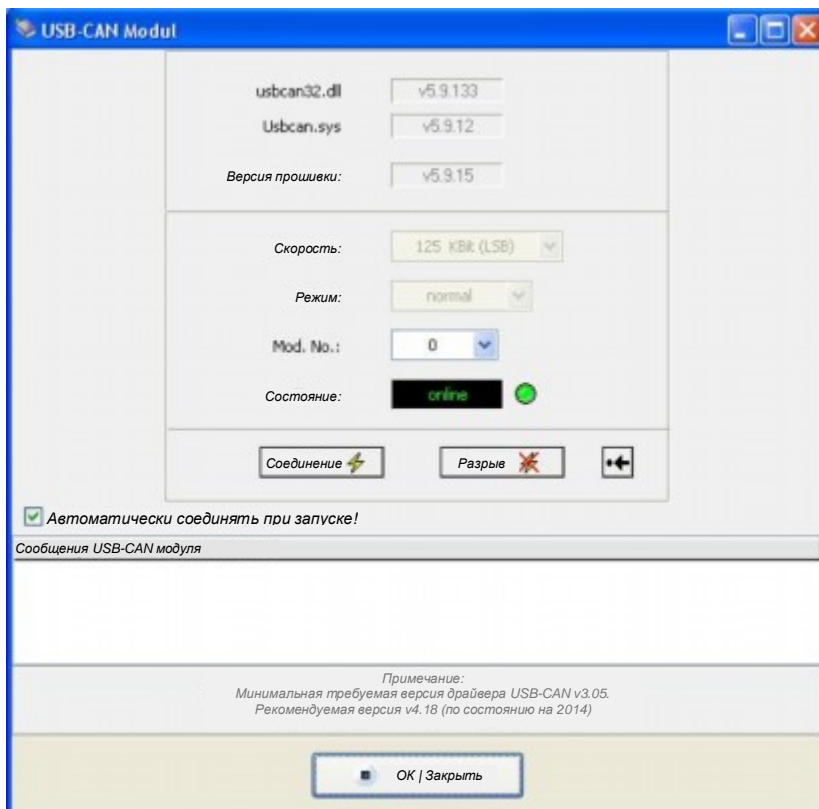 USB-CAN Modul
usbcan32.dll v5.9.133
Usbcan.sys v5.9.12
Версия прошивки: v5.9.15
Скорость: 125 KBit (LSB)
Режим: normal
Mod. No.: 0
Состояние: online
Соединение Разрыв
Автоматически соединять при запуске!
Сообщения USB-CAN модуля
Примечание:
Минимальная требуемая версия драйвера USB-CAN v3.05.
Рекомендуемая версия v4.18 (по состоянию на 2014)
ОК | Закрыть